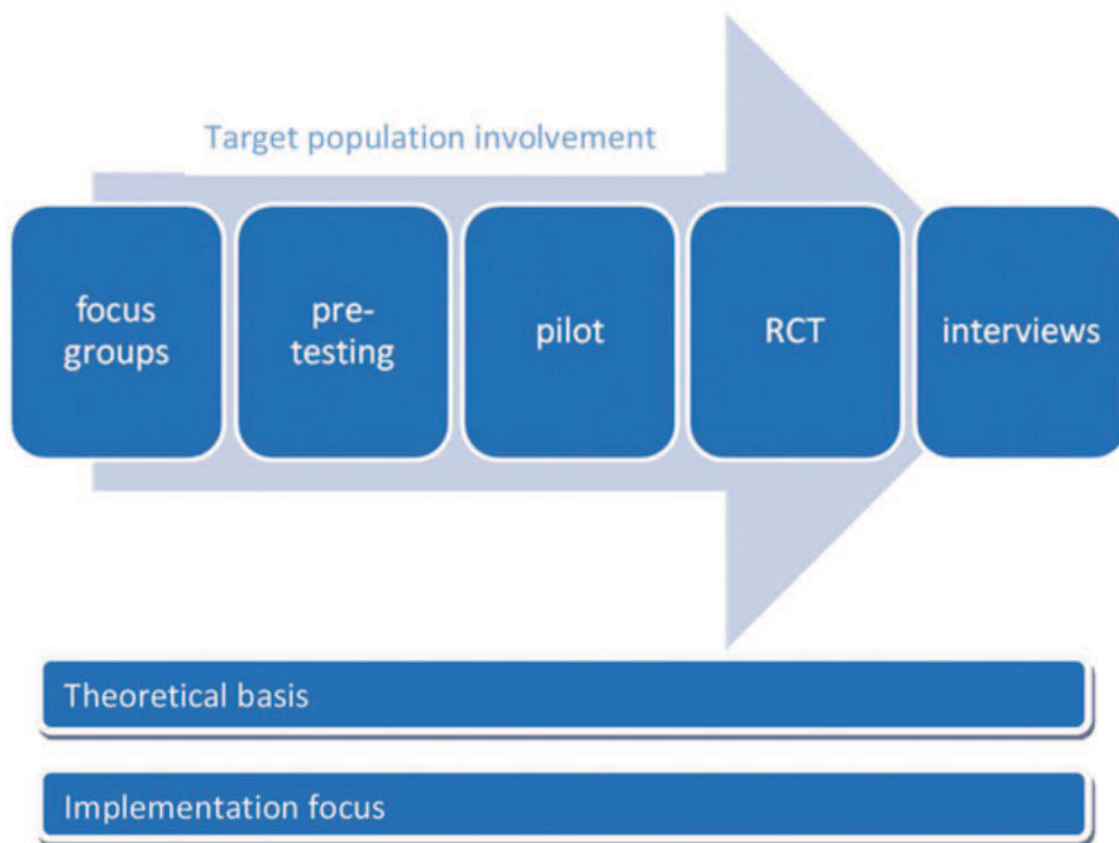 Target population involvement
focus
groups
pre-
testing
pilot
RCT
interviews
Theoretical basis
Implementation focus